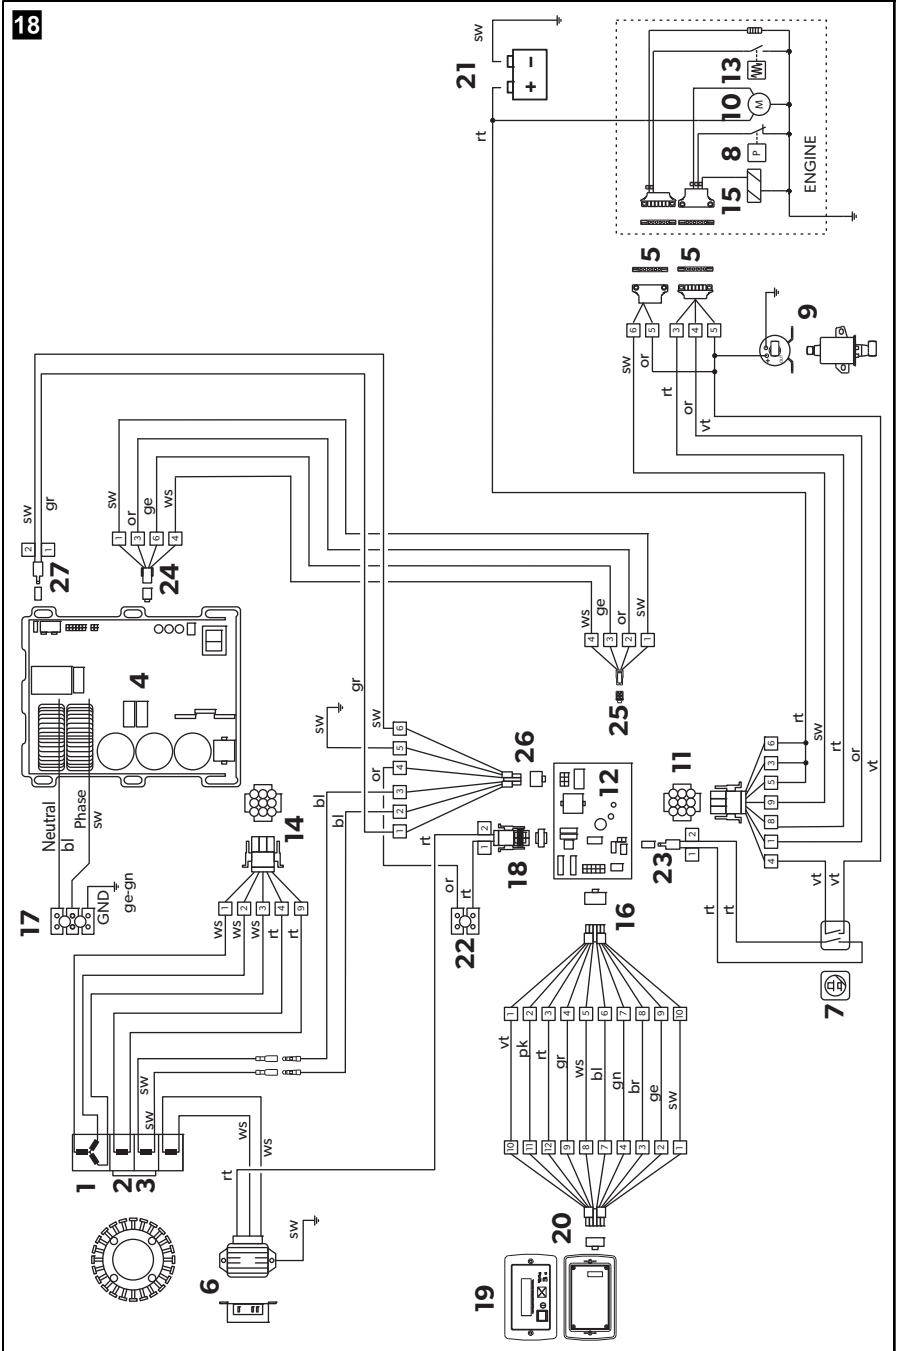 18
21
sw
− +
rt
13
10
M
8
P
15
ENGINE
5
5
6
5
3
4
5
sw
or
rt
or
vt
9
sw
gr
2
1
27
sw
or
ge
ws
1
3
6
4
24
4
Neutral
bl
Phase
sw
GND
ge-gn
17
14
1
2
3
4
9
ws
ws
ws
rt
rt
gr
sw
sw
or
bl
bl
rt
6
5
4
3
2
1
26
ws
ge
or
sw
4
3
2
1
25
12
2
1
18
or
rt
22
11
23
2
1
6
3
5
9
8
1
4
rt
sw
rt
or
vt
vt
vt
rt
rt
7
16
1
2
3
4
5
6
7
8
9
10
vt
pk
rt
gr
ws
bl
gn
br
ge
sw
10
11
12
9
8
7
4
3
2
1
20
19
1
2
3
sw
sw
ws
ws
rt
sw
6